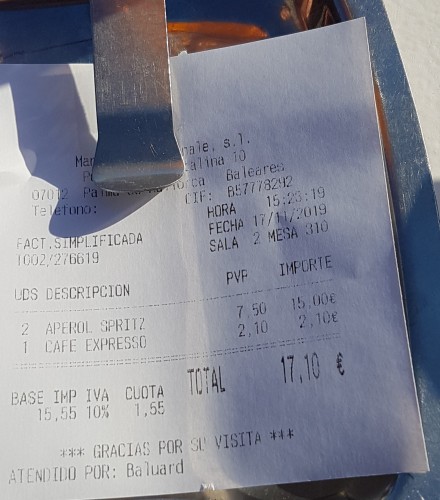 nale, s.l.
alina 10
07012 Palma de Mallorca Baleares
Telefono: CIF: B57778292
HORA 15:23:19
FACT.SIMPLIFICADA FECHA 17/11/2019
1002/276619 SALA 2 MESA 310
UDS DESCRIPCION PVP IMPORTE
2 APEROL SPRITZ 7,50 15,00€
1 CAFE EXPRESSO 2,10 2,10€
BASE IMP IVA CUOTA TOTAL 17,10 €
15,55 10% 1,55
*** GRACIAS POR SU VISITA ***
ATENDIDO POR: Baluard